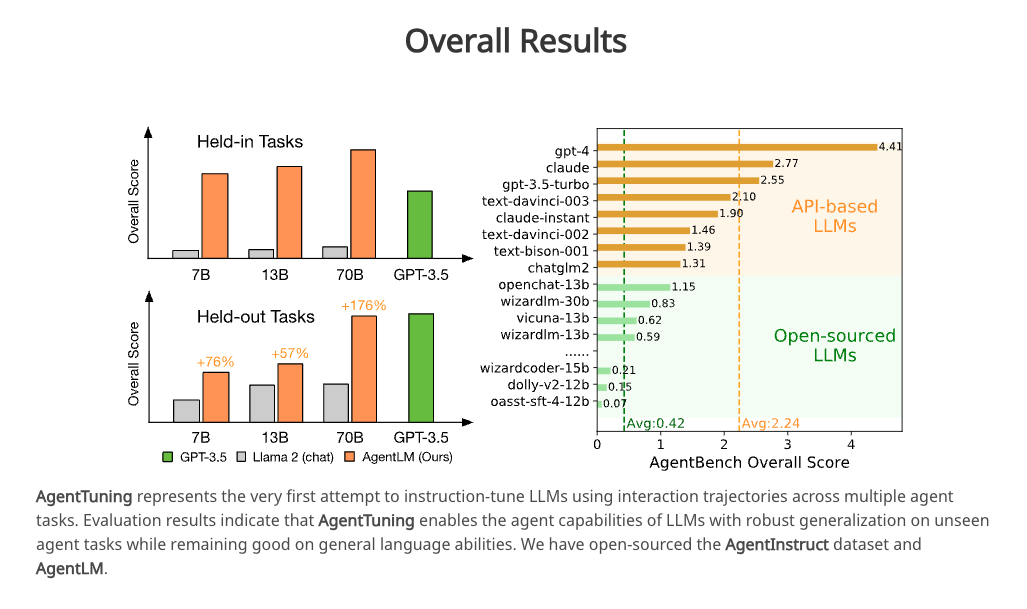 Overall Results
Held-in Tasks
Overall Score
7B
13B
70B
GPT-3.5
Held-out Tasks
Overall Score
+76%
+57%
+176%
7B
13B
70B
GPT-3.5
GPT-3.5
Llama 2 (chat)
AgentLM (Ours)
gpt-4 4.41
claude 2.77
gpt-3.5-turbo 2.55
text-davinci-003 2.10
claude-instant 1.90
text-davinci-002 1.46
text-bison-001 1.39
chatglm2 1.31
openchat-13b 1.15
wizardlm-30b 0.83
vicuna-13b 0.62
wizardlm-13b 0.59
......
wizardcoder-15b 0.21
dolly-v2-12b 0.15
oasst-sft-4-12b 0.07
API-based
LLMs
Open-sourced
LLMs
Avg:0.42
Avg:2.24
0 1 2 3 4
AgentBench Overall Score
AgentTuning represents the very first attempt to instruction-tune LLMs using interaction trajectories across multiple agent
tasks. Evaluation results indicate that AgentTuning enables the agent capabilities of LLMs with robust generalization on unseen
agent tasks while remaining good on general language abilities. We have open-sourced the AgentInstruct dataset and
AgentLM.